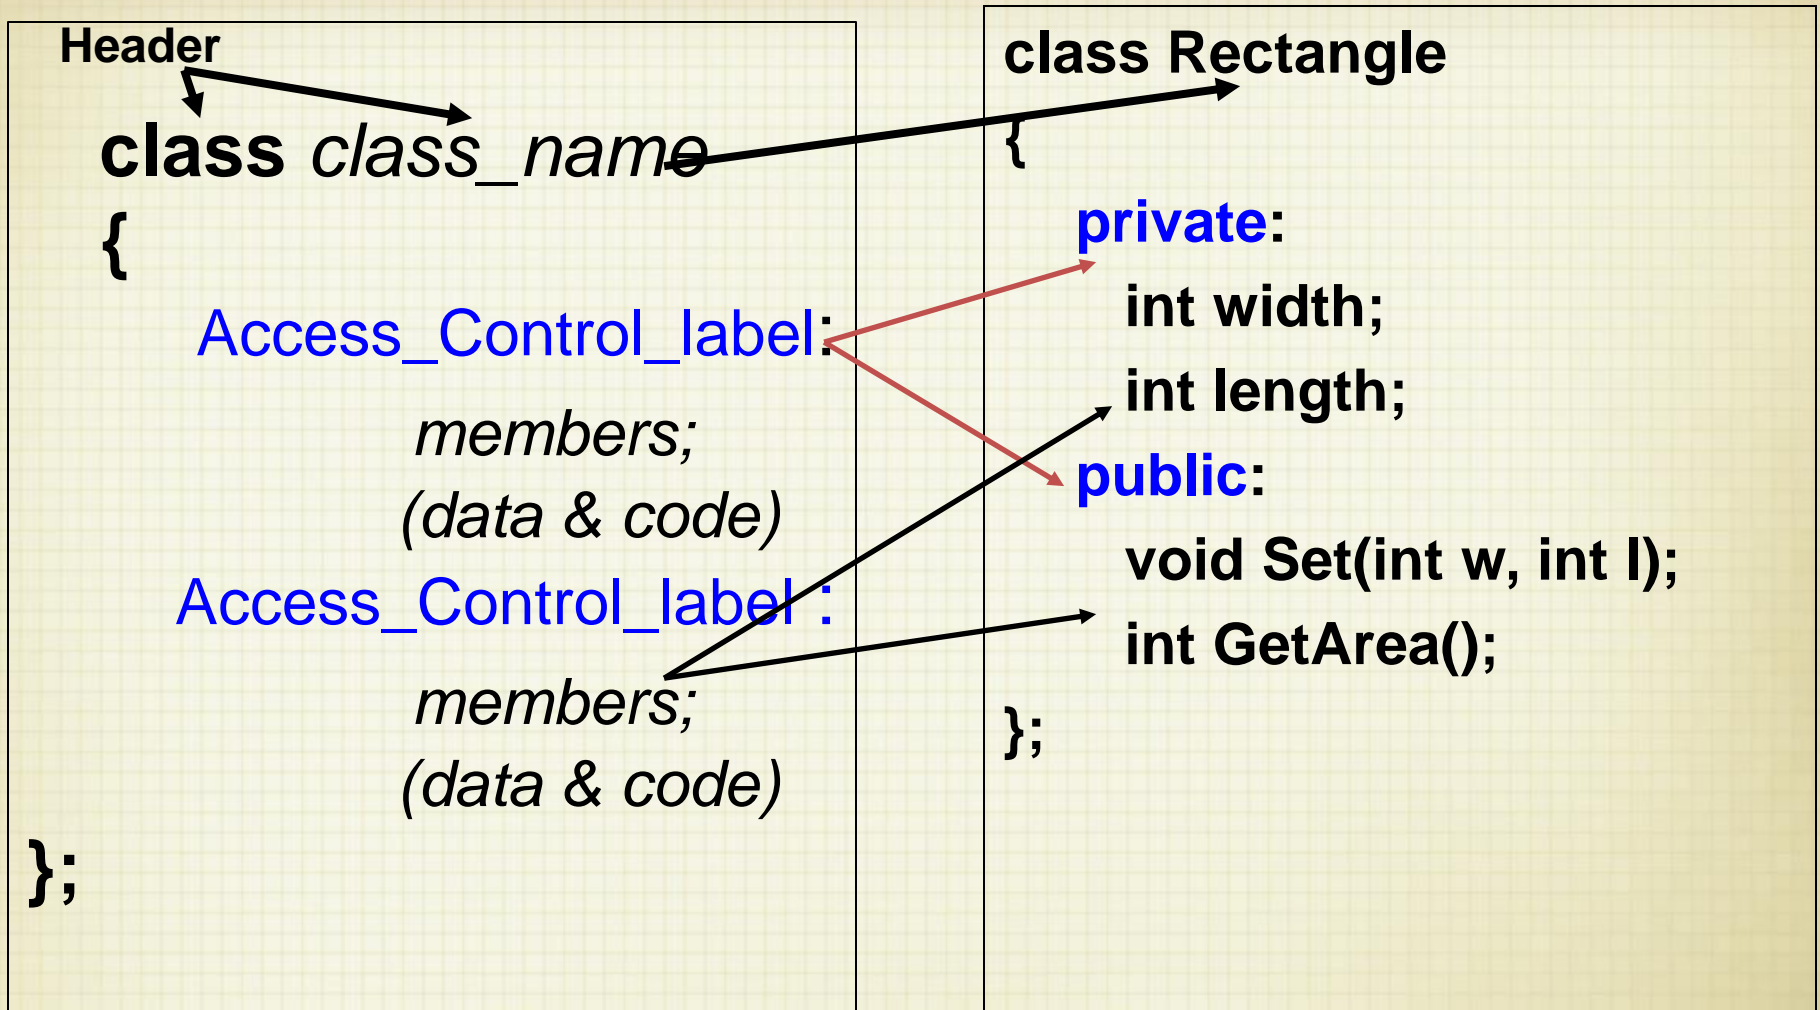 Header
class class_name
{
Access_Control_label:
members;
(data & code)
Access_Control_label :
members;
(data & code)
};
class Rectangle
{
private:
int width;
int length;
public:
void Set(int w, int l);
int GetArea();
};